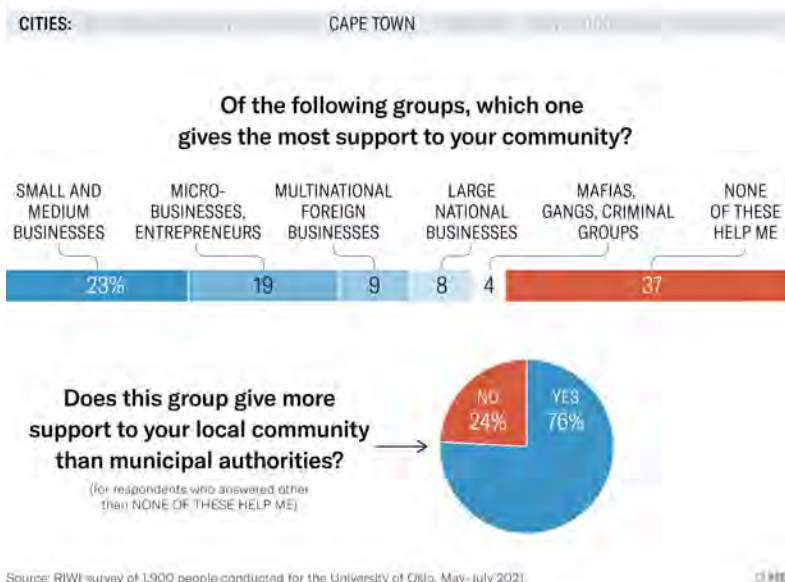 CITIES:
CAPE TOWN
Of the following groups, which one
gives the most support to your community?
SMALL AND
MEDIUM
BUSINESSES
MICRO-
BUSINESSES,
ENTREPRENEURS
MULTINATIONAL
FOREIGN
BUSINESSES
LARGE
NATIONAL
BUSINESSES
MAFIAS,
GANGS, CRIMINAL
GROUPS
NONE
OF THESE
HELP ME
23%
19
9
8
4
37
Does this group give more
support to your local community
than municipal authorities?
(for respondents who answered other
than NONE OF THESE HELP ME)
NO
24%
YES
76%
Source: RIWI survey of 1,900 people conducted for the University of Oslo, May-July 2021